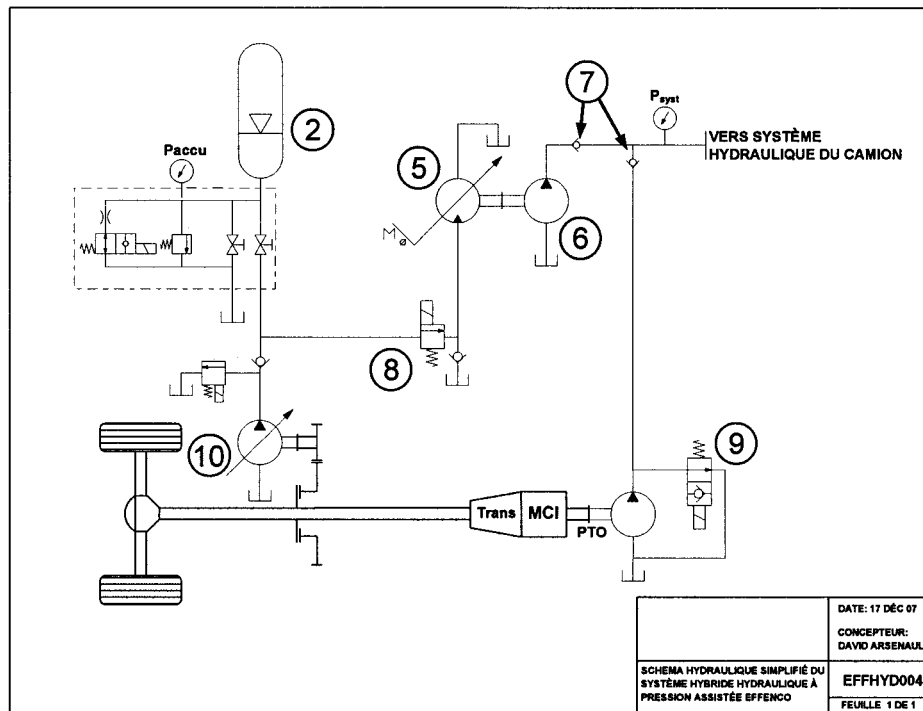 2
7
Psyst
VERS SYSTÈME
HYDRAULIQUE DU CAMION
Paccu
5
6
M
8
10
9
Trans
MCI
PTO
DATE: 17 DÉC 07
CONCEPTEUR:
DAVID ARSENAUL
SCHEMA HYDRAULIQUE SIMPLIFIÉ DU
SYSTÈME HYBRIDE HYDRAULIQUE À
PRESSION ASSISTÉE EFFENCO
EFFHYD004
FEUILLE 1 DE 1